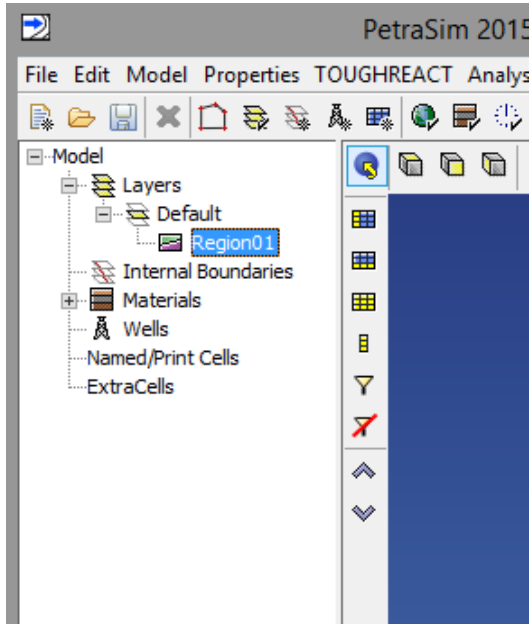 PetraSim 2015
File Edit Model Properties TOUGHREACT Analys
Model
Layers
Default
Region01
Internal Boundaries
Materials
Wells
Named/Print Cells
ExtraCells